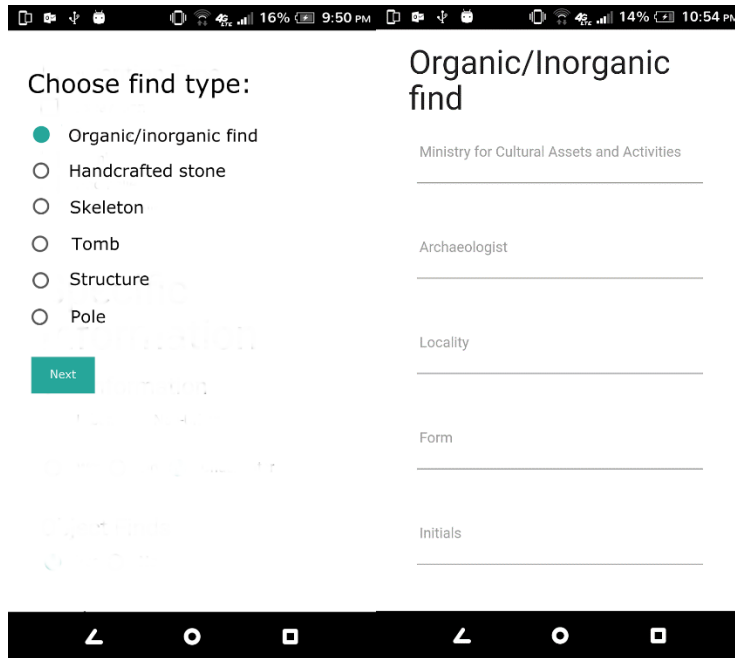 16% 9:50 PM
Choose find type:
Organic/inorganic find
Handcrafted stone
Skeleton
Tomb
Structure
Pole
Next
14% 10:54 PM
Organic/Inorganic
find
Ministry for Cultural Assets and Activities
Archaeologist
Locality
Form
Initials